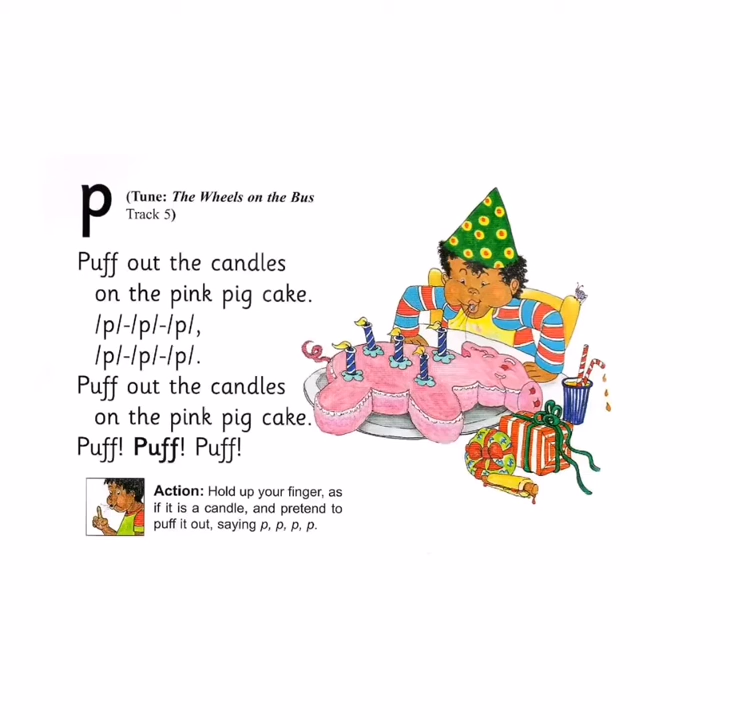 p
(Tune: The Wheels on the Bus
Track 5)
Puff out the candles
on the pink pig cake.
/p/-/p/-/p/,
/p/-/p/-/p/.
Puff out the candles
on the pink pig cake.
Puff! Puff! Puff!
Action: Hold up your finger, as
if it is a candle, and pretend to
puff it out, saying p, p, p, p.